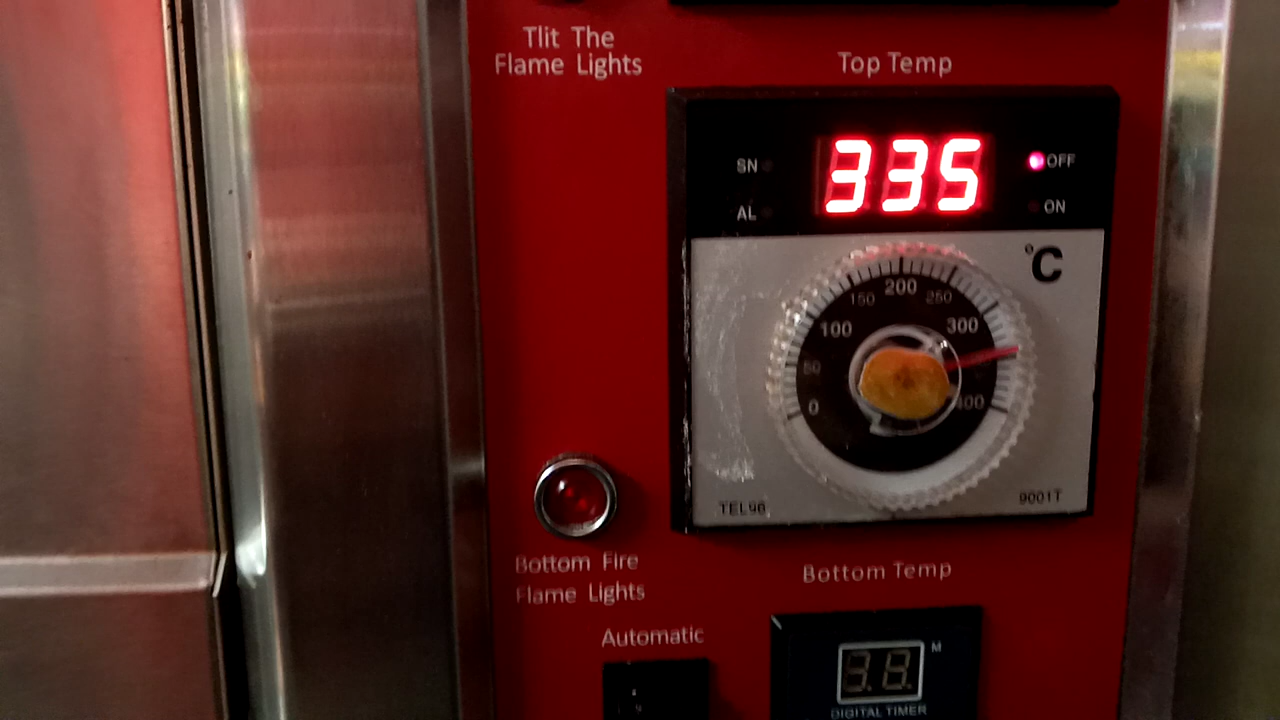 Tlit The
Flame Lights
Top Temp
SN
335
OFF
AL
ON
°C
0
50
100
150
200
250
300
400
TEL96
9001T
Bottom Fire
Flame Lights
Bottom Temp
Automatic
M
DIGITAL TIMER